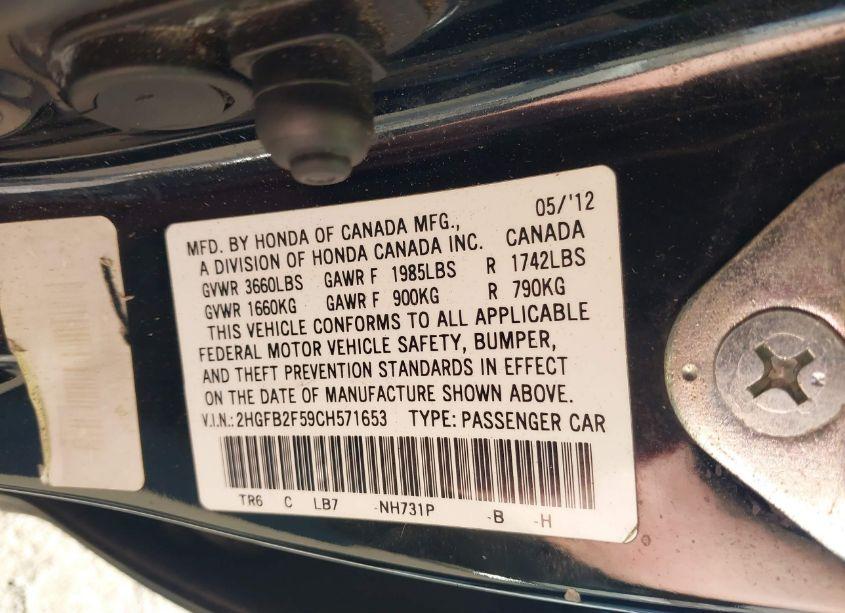 05/'12
MFD. BY HONDA OF CANADA MFG.,
A DIVISION OF HONDA CANADA INC. CANADA
GVWR 3660LBS GAWR F 1985LBS R 1742LBS
GVWR 1660KG GAWR F 900KG R 790KG
THIS VEHICLE CONFORMS TO ALL APPLICABLE
FEDERAL MOTOR VEHICLE SAFETY, BUMPER,
AND THEFT PREVENTION STANDARDS IN EFFECT
ON THE DATE OF MANUFACTURE SHOWN ABOVE.
V.I.N.:2HGFB2F59CH571653 TYPE: PASSENGER CAR
TR6 C LB7 -NH731P -B -H